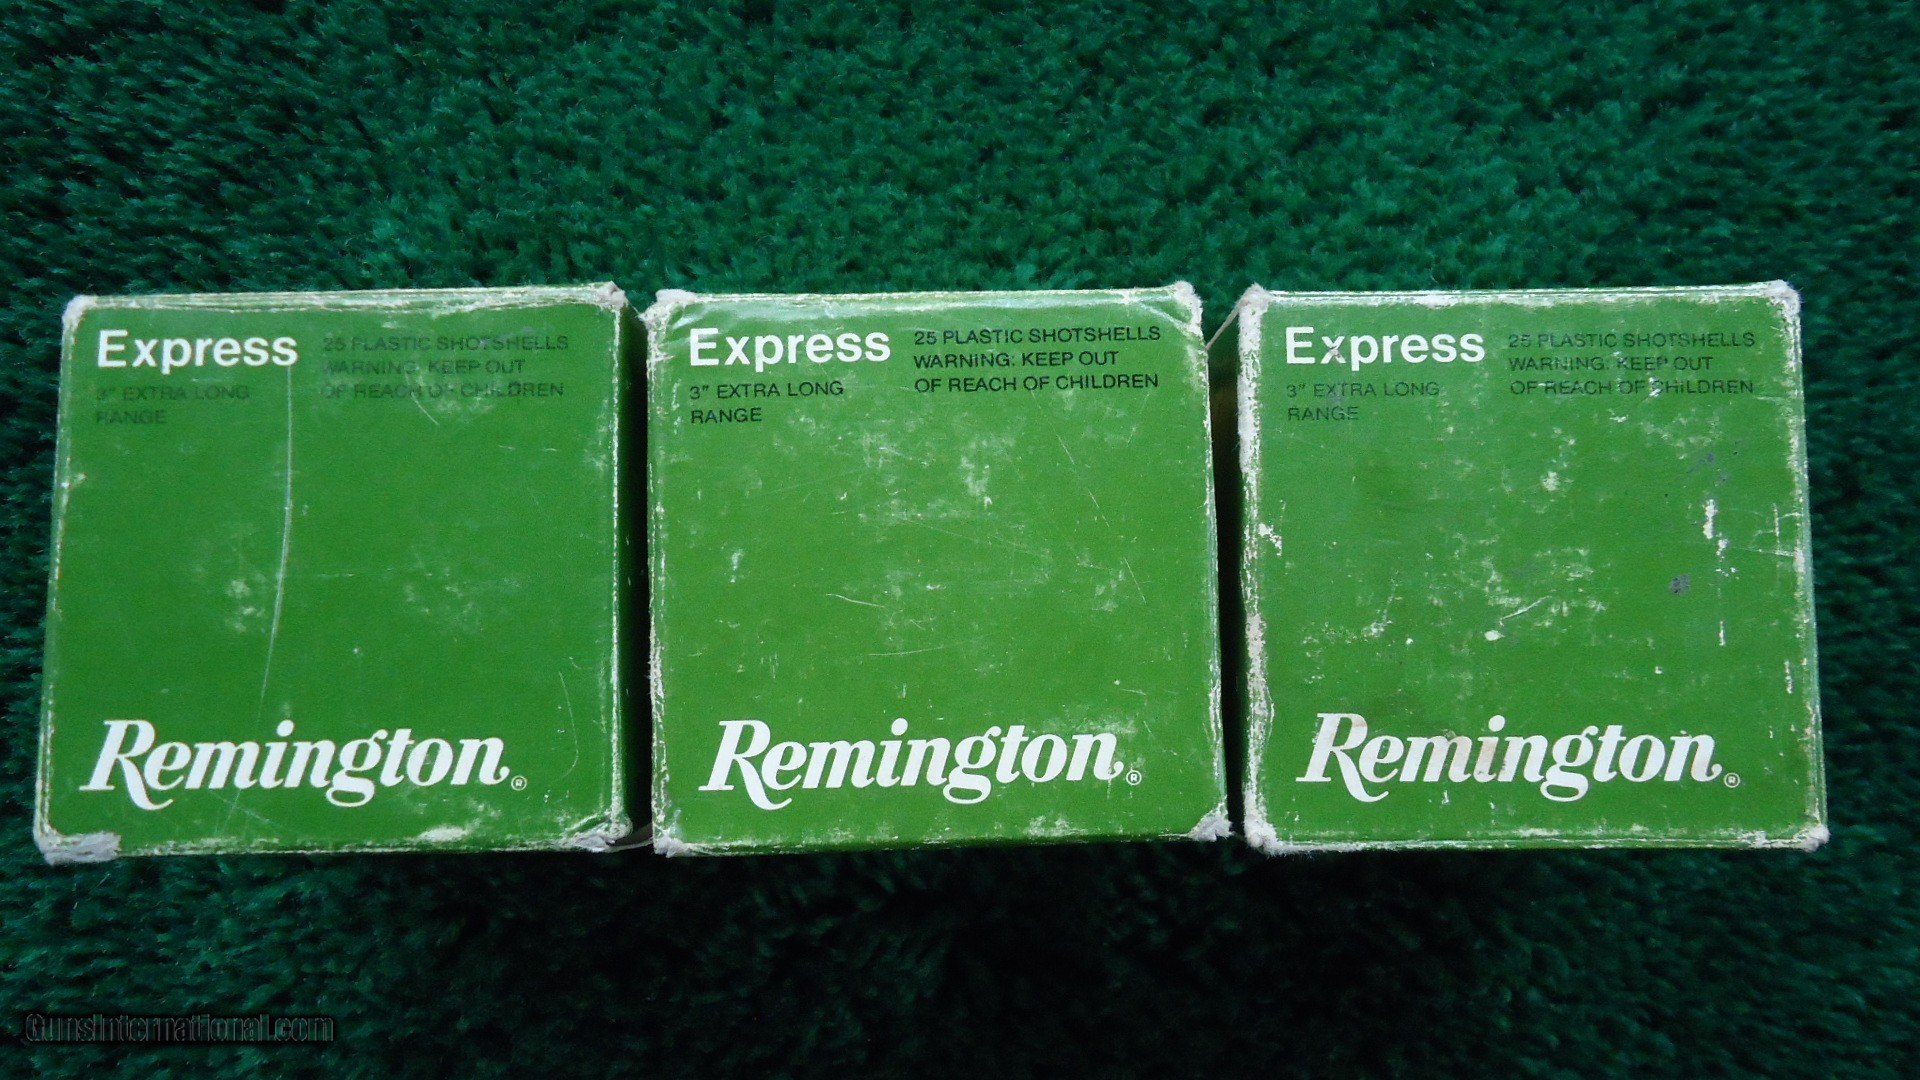 Express
25 PLASTIC SHOTSHELLS
WARNING: KEEP OUT
OF REACH OF CHILDREN
3" EXTRA LONG
RANGE
Remington®
Express
25 PLASTIC SHOTSHELLS
WARNING: KEEP OUT
OF REACH OF CHILDREN
3" EXTRA LONG
RANGE
Remington®
Express
25 PLASTIC SHOTSHELLS
WARNING: KEEP OUT
OF REACH OF CHILDREN
3" EXTRA LONG
RANGE
Remington®
GunsInternational.com